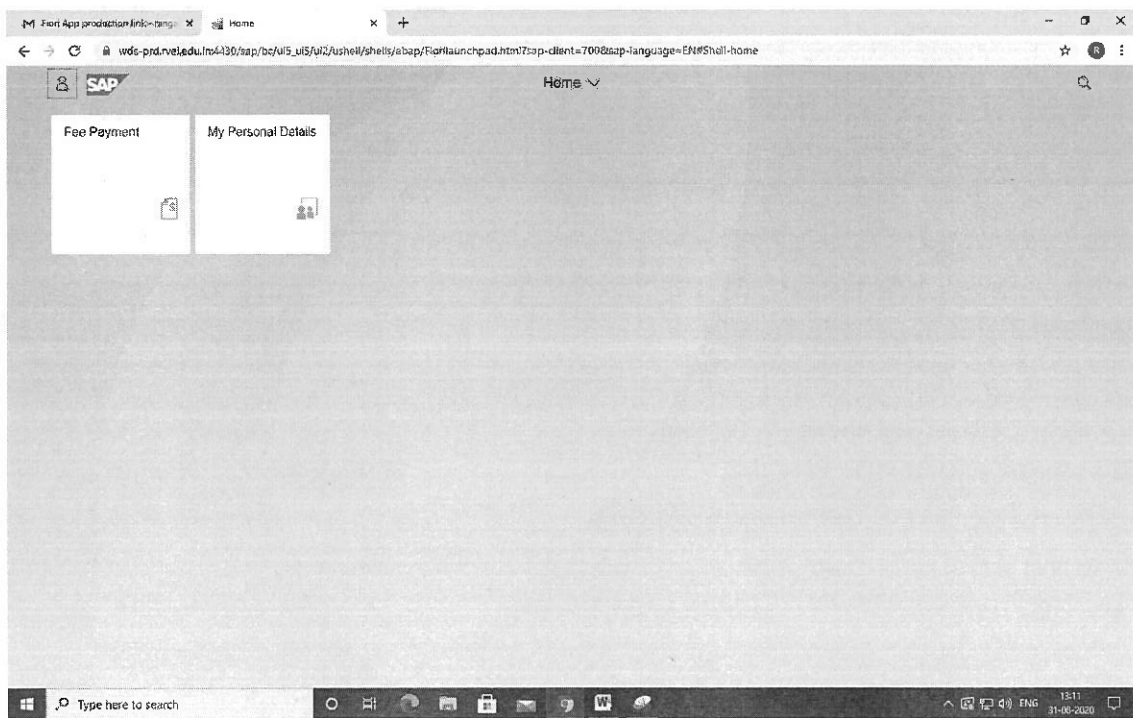 Fiori App production link - 
Home
wds-prd.rvei.edu.in:4430/sap/bc/ui5_ui5/ui2/ushell/shells/abap/Fiorilaunchpad.html?sap-client=700&sap-language=EN#Shell-home
R
SAP
Home
Fee Payment
My Personal Details
Type here to search
ENG
13:11
31-08-2020